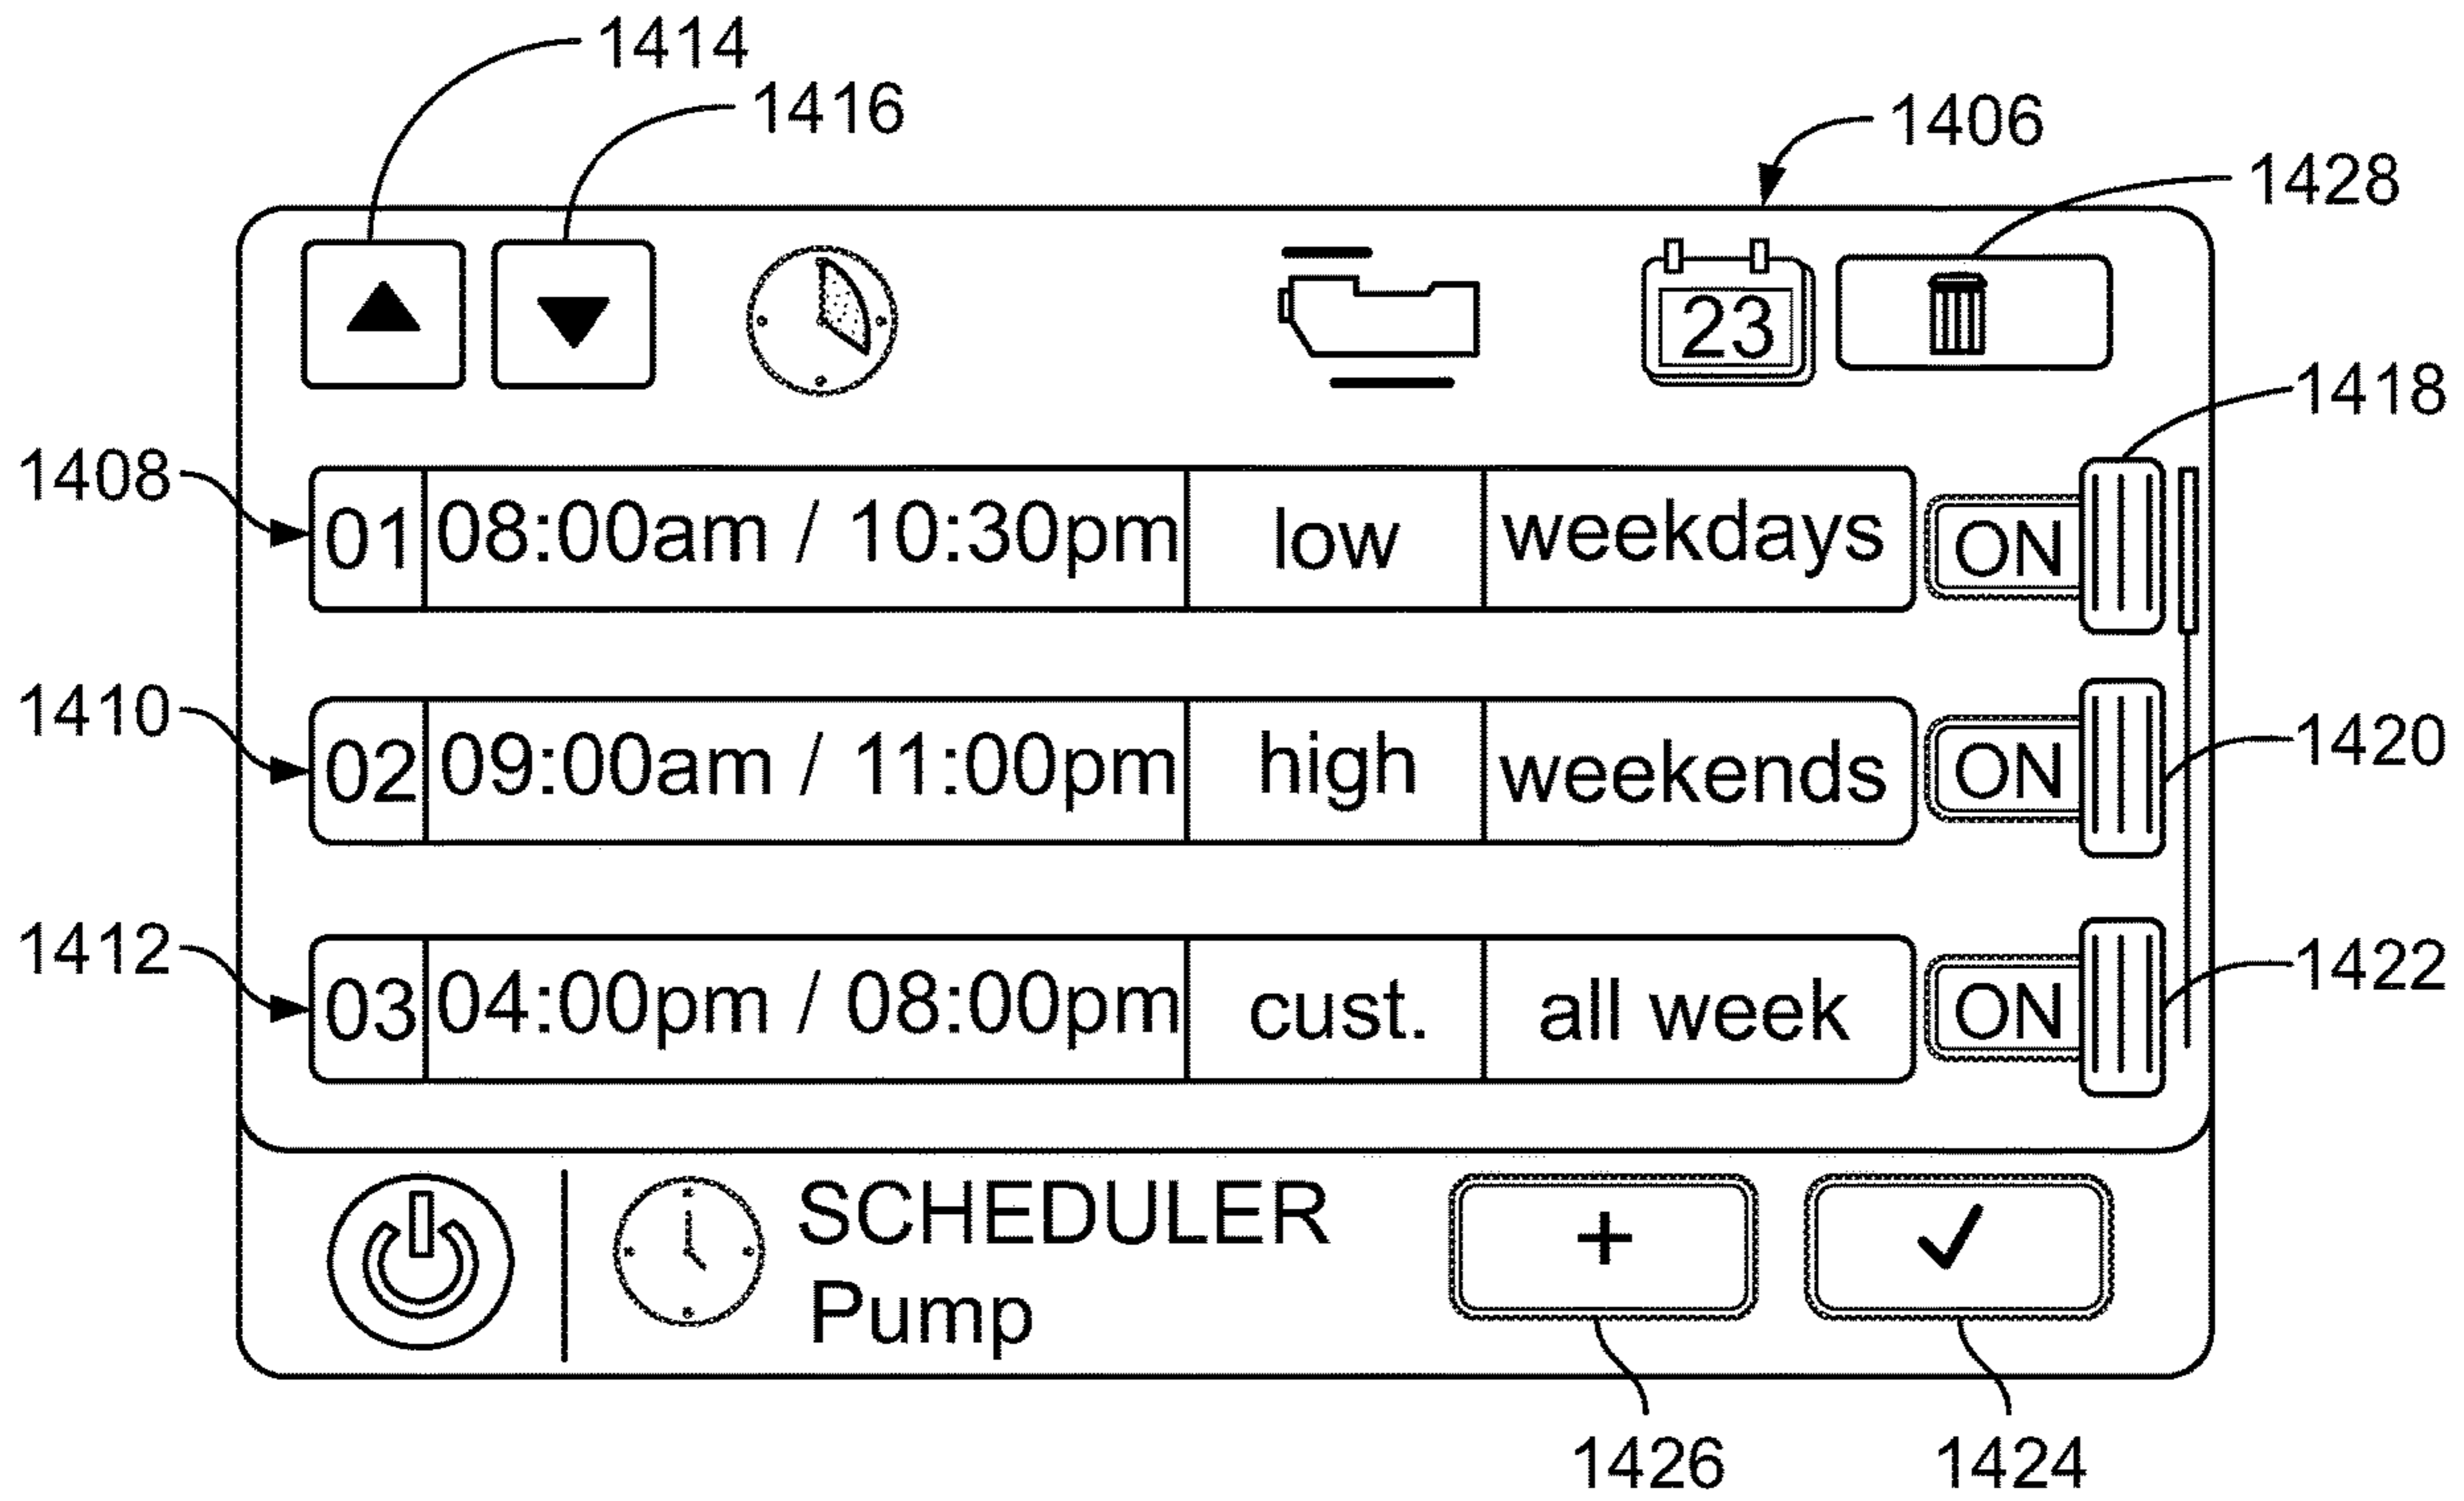 1414
1416
1406
1428
23
1418
1408
01 08:00am / 10:30pm low weekdays ON
1410
02 09:00am / 11:00pm high weekends ON
1420
1412
03 04:00pm / 08:00pm cust. all week ON
1422
SCHEDULER
Pump
+
1426
1424